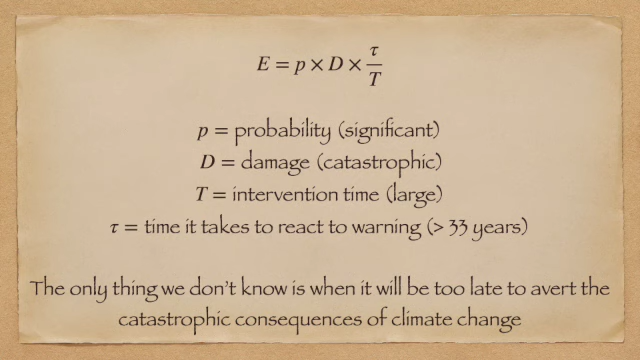 E = p × D × τ/T
p = probability (significant)
D = damage (catastrophic)
T = intervention time (large)
τ = time it takes to react to warning (> 33 years)
The only thing we don't know is when it will be too late to avert the
catastrophic consequences of climate change